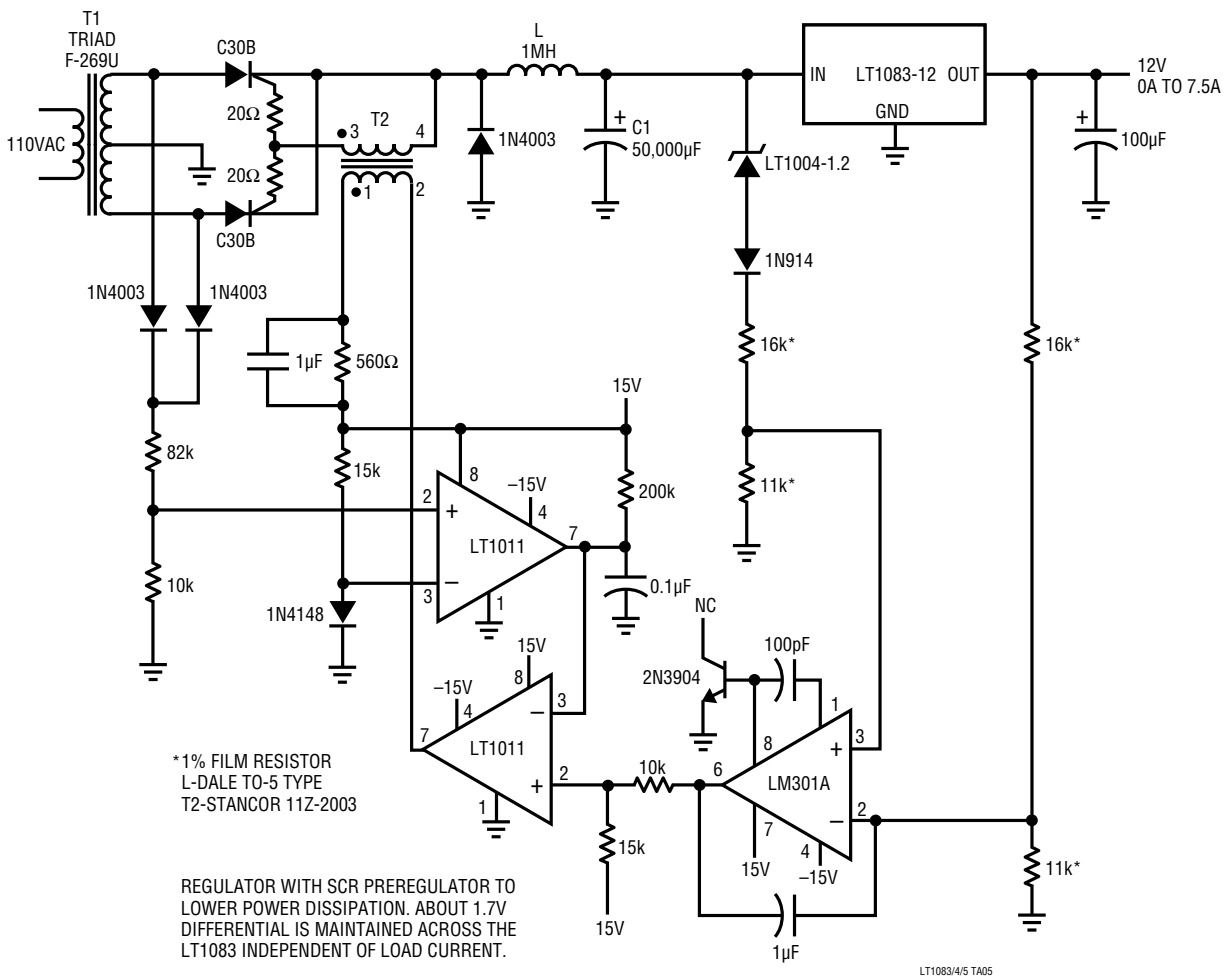 T1
TRIAD
F-269U
110VAC
C30B
20Ω
20Ω
C30B
T2
3
4
1
2
1N4003
L
1MH
+
C1
50,000µF
LT1004-1.2
1N914
IN
LT1083-12
OUT
GND
12V
0A TO 7.5A
+
100µF
1N4003
1N4003
1µF
560Ω
16k*
16k*
82k
15k
15V
200k
11k*
8
–15V
4
2
+
LT1011
7
–
3
1
10k
1N4148
0.1µF
NC
100pF
2N3904
15V
8
–15V
4
–
3
7
LT1011
+
2
1
10k
15k
15V
1
8
+
3
6
LM301A
–
2
7
15V
4
–15V
1µF
11k*
*1% FILM RESISTOR
L-DALE TO-5 TYPE
T2-STANCOR 11Z-2003
REGULATOR WITH SCR PREREGULATOR TO
LOWER POWER DISSIPATION. ABOUT 1.7V
DIFFERENTIAL IS MAINTAINED ACROSS THE
LT1083 INDEPENDENT OF LOAD CURRENT.
LT1083/4/5 TA05